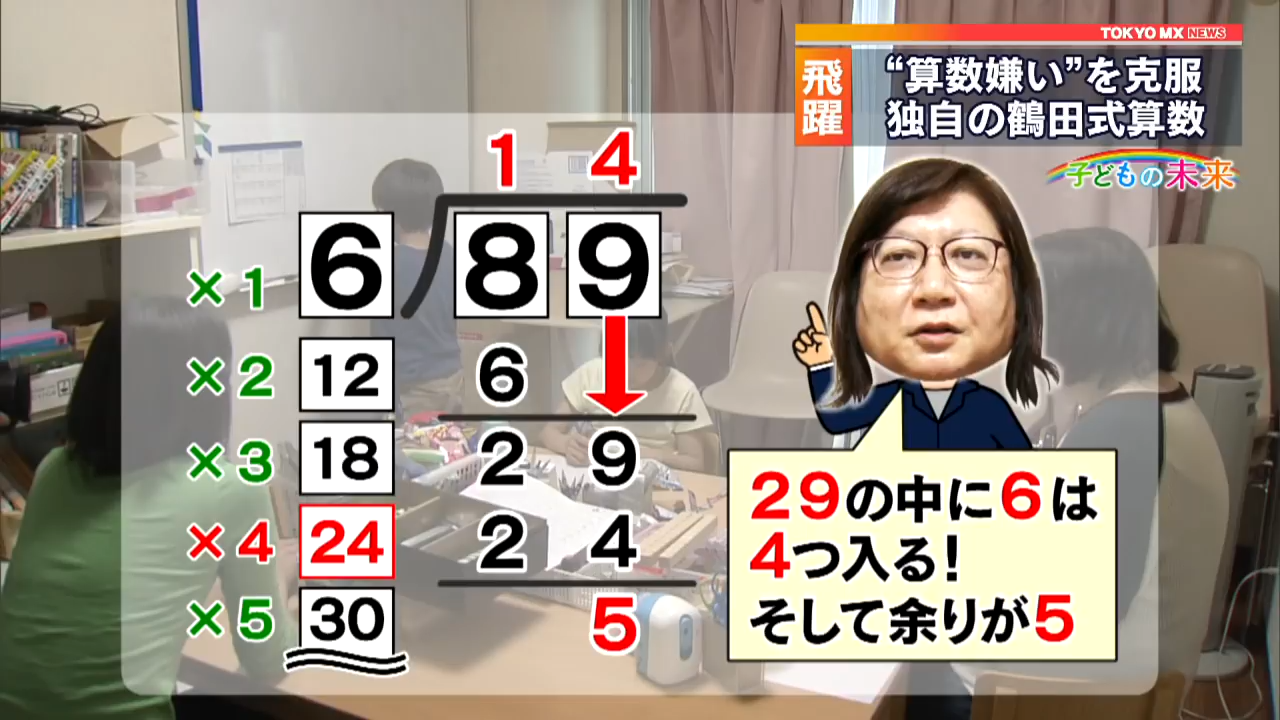 TOKYO MX NEWS
飛躍
“算数嫌い”を克服
独自の鶴田式算数
子どもの未来
1 4
×1 6 8 9
×2 12 6
×3 18 2 9
×4 24 2 4
×5 30 5
29の中に6は
4つ入る!
そして余りが5